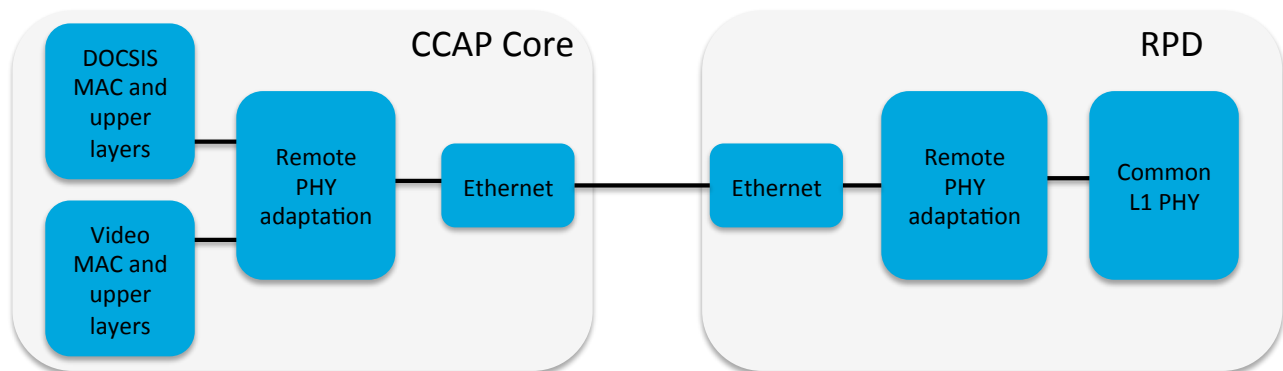 CCAP Core
DOCSIS
MAC and
upper
layers
Video
MAC and
upper
layers
Remote
PHY
adaptation
Ethernet
RPD
Ethernet
Remote
PHY
adaptation
Common
L1 PHY